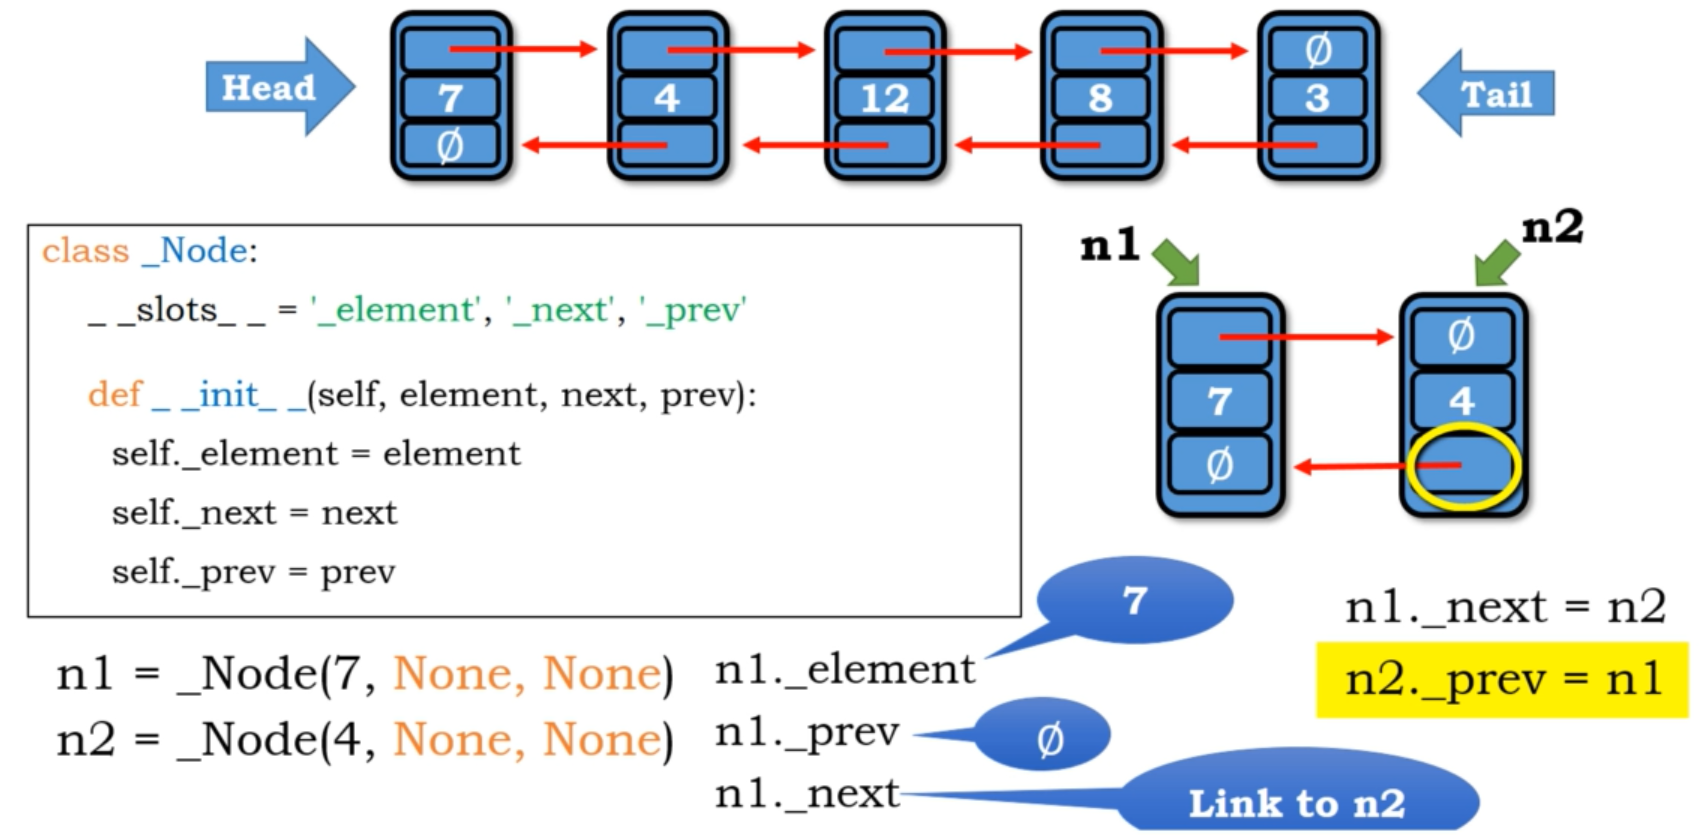 Head
7
∅
4
12
8
∅
3
Tail
class _Node:
_ _slots_ _ = '_element', '_next', '_prev'
def _ _init_ _(self, element, next, prev):
self._element = element
self._next = next
self._prev = prev
n1
n2
7
∅
∅
4
n1 = _Node(7, None, None)
n2 = _Node(4, None, None)
n1._element
7
n1._prev
∅
n1._next
Link to n2
n1._next = n2
n2._prev = n1